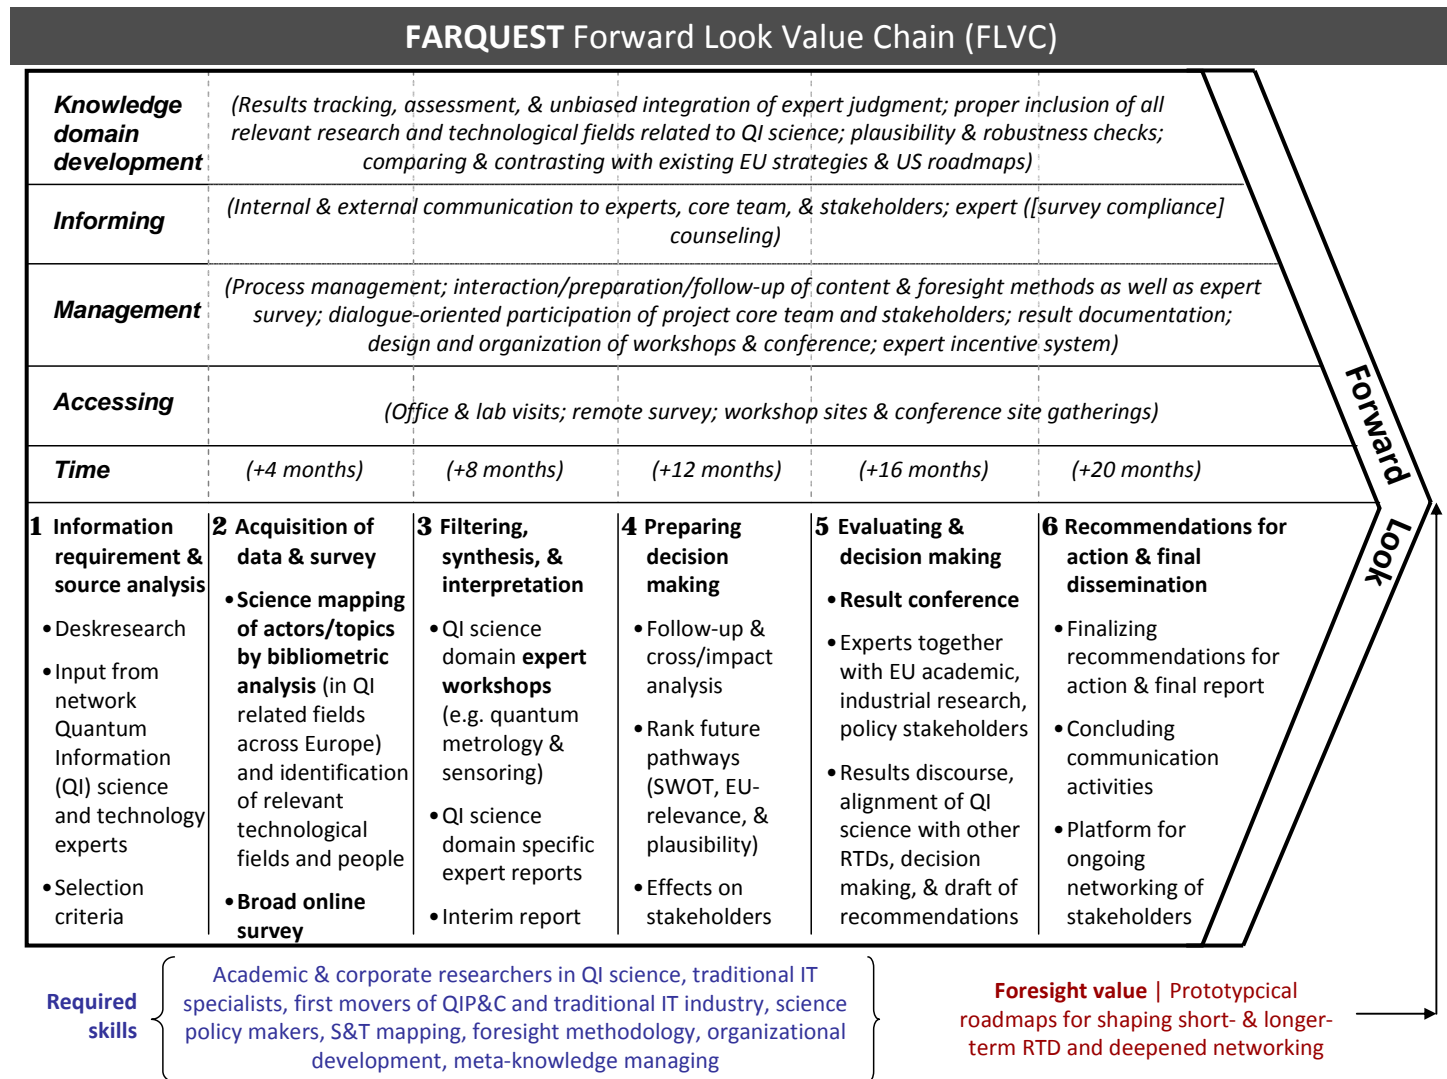 FARQUEST Forward Look Value Chain (FLVC)
Knowledge
domain
development
(Results tracking, assessment, & unbiased integration of expert judgment; proper inclusion of all
relevant research and technological fields related to QI science; plausibility & robustness checks;
comparing & contrasting with existing EU strategies & US roadmaps)
Informing
(Internal & external communication to experts, core team, & stakeholders; expert ([survey compliance]
counseling)
Management
(Process management; interaction/preparation/follow-up of content & foresight methods as well as expert
survey; dialogue-oriented participation of project core team and stakeholders; result documentation;
design and organization of workshops & conference; expert incentive system)
Accessing
(Office & lab visits; remote survey; workshop sites & conference site gatherings)
Time
(+4 months)
(+8 months)
(+12 months)
(+16 months)
(+20 months)
Forward
Look
1 Information
requirement &
source analysis
• Deskresearch
• Input from
network
Quantum
Information
(QI) science
and technology
experts
• Selection
criteria
2 Acquisition of
data & survey
• Science mapping
of actors/topics
by bibliometric
analysis (in QI
related fields
across Europe)
and identification
of relevant
technological
fields and people
• Broad online
survey
3 Filtering,
synthesis, &
interpretation
• QI science
domain expert
workshops
(e.g. quantum
metrology &
sensoring)
• QI science
domain specific
expert reports
• Interim report
4 Preparing
decision
making
• Follow-up &
cross/impact
analysis
• Rank future
pathways
(SWOT, EU-
relevance, &
plausibility)
• Effects on
stakeholders
5 Evaluating &
decision making
• Result conference
• Experts together
with EU academic,
industrial research,
policy stakeholders
• Results discourse,
alignment of QI
science with other
RTDs, decision
making, & draft of
recommendations
6 Recommendations for
action & final
dissemination
• Finalizing
recommendations for
action & final report
• Concluding
communication
activities
• Platform for
ongoing
networking of
stakeholders
Required
skills
Academic & corporate researchers in QI science, traditional IT
specialists, first movers of QIP&C and traditional IT industry, science
policy makers, S&T mapping, foresight methodology, organizational
development, meta-knowledge managing
Foresight value | Prototypcical
roadmaps for shaping short- & longer-
term RTD and deepened networking